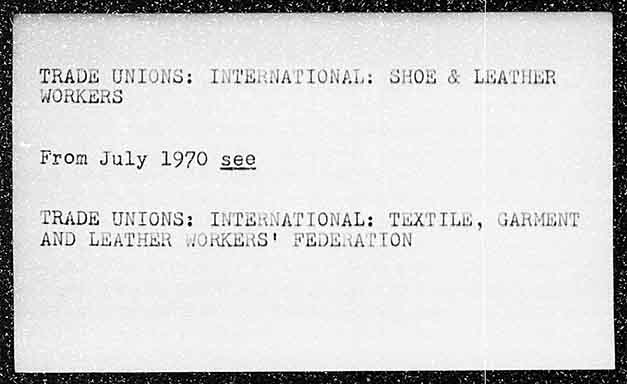 TRADE UNIONS: INTERNATIONAL: SHOE & LEATHER
WORKERS
From July 1970 see
TRADE UNIONS: INTERNATIONAL: TEXTILE, GARMENT
AND LEATHER WORKERS' FEDERATION